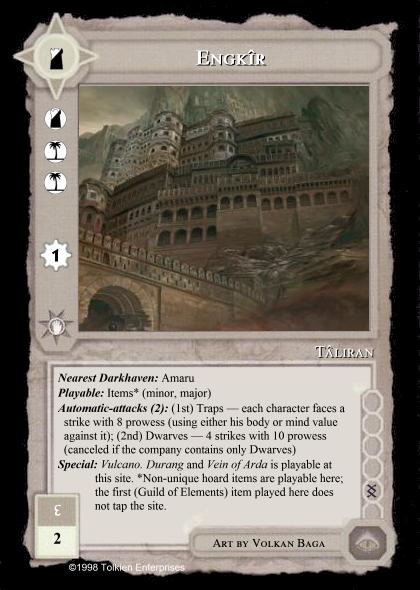 ENGKÎR
1
TÂLIRAN
Nearest Darkhaven: Amaru
Playable: Items* (minor, major)
Automatic-attacks (2): (1st) Traps — each character faces a
strike with 8 prowess (using either his body or mind value
against it); (2nd) Dwarves — 4 strikes with 10 prowess
(canceled if the company contains only Dwarves)
Special: Vulcano. Durang and Vein of Arda is playable at
this site. *Non-unique hoard items are playable here;
the first (Guild of Elements) item played here does
not tap the site.
ε
2
ART BY VOLKAN BAGA
©1998 Tolkien Enterprises